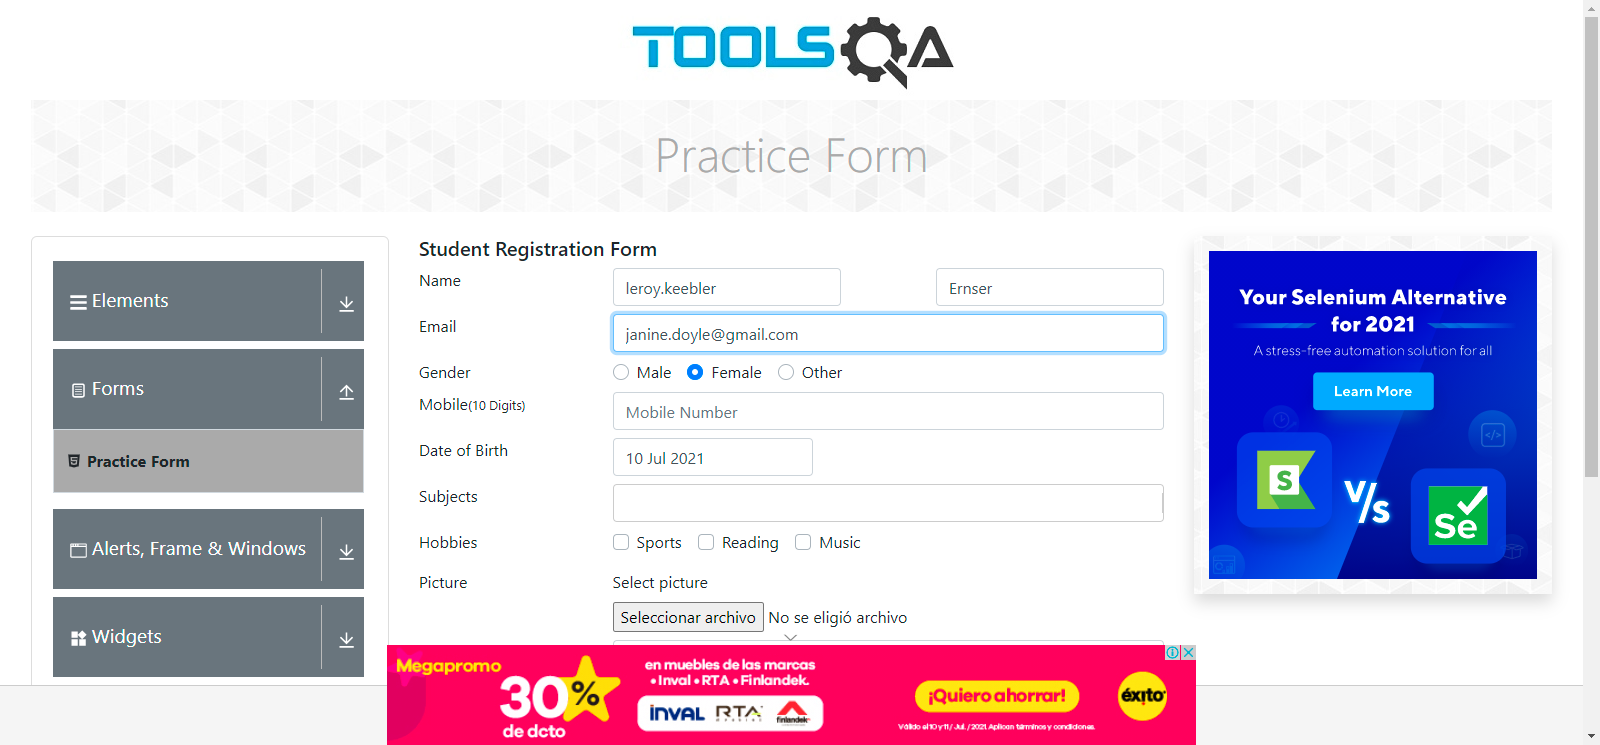 TOOLSQA
Practice Form
Elements
Forms
Practice Form
Alerts, Frame & Windows
Widgets
Student Registration Form
Name
leroy.keebler
Ernser
Email
janine.doyle@gmail.com
Gender
Male
Female
Other
Mobile(10 Digits)
Mobile Number
Date of Birth
10 Jul 2021
Subjects
Hobbies
Sports
Reading
Music
Picture
Select picture
Seleccionar archivo
No se eligió archivo
Your Selenium Alternative
for 2021
A stress-free automation solution for all
Learn More
S
V/s
Se
Megapromo
30%
de dcto
en muebles de las marcas
• Inval • RTA • Finlandek.
INVAL
RTA
MUEBLES
finlandek
¡Quiero ahorrar!
Válido el 10 y 11 / Jul. / 2021. Aplican términos y condiciones.
éxito